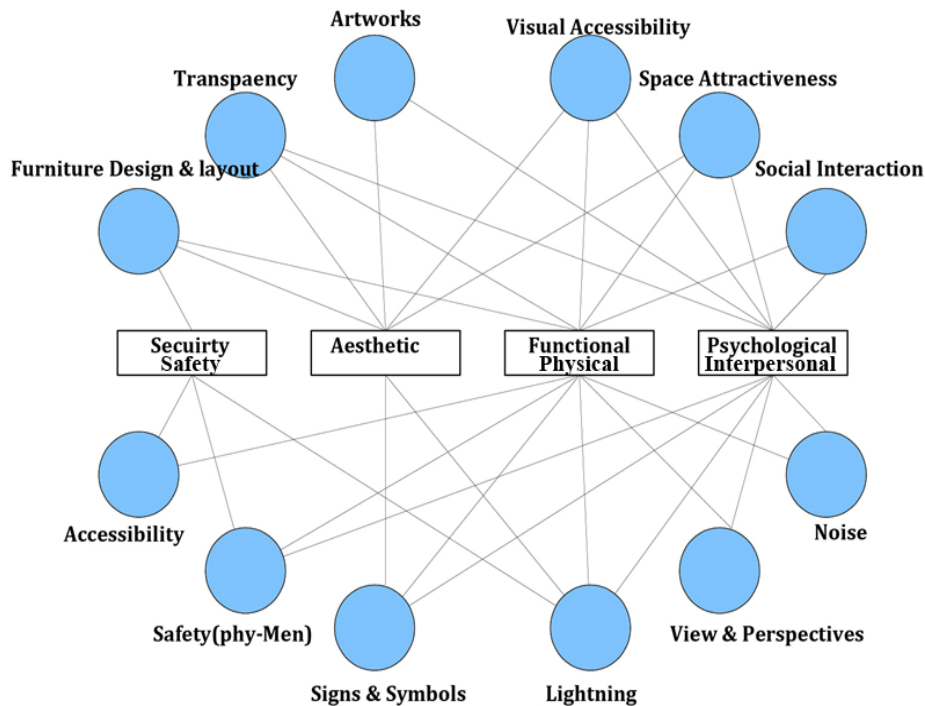 Artworks
Visual Accessibility
Transpaency
Space Attractiveness
Furniture Design & layout
Social Interaction
Secuirty
Safety
Aesthetic
Functional
Physical
Psychological
Interpersonal
Accessibility
Noise
Safety(phy-Men)
View & Perspectives
Signs & Symbols
Lightning